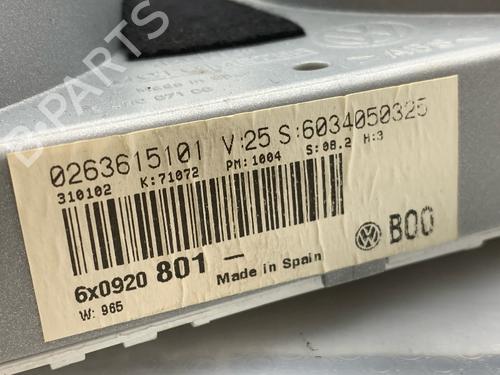 B-PARTS
0263615101 V:25 S:6034050325
310102 K:71072 PM:1004 S:08.2 H:3
6x0920 801 -
Made in Spain
B00
W: 965